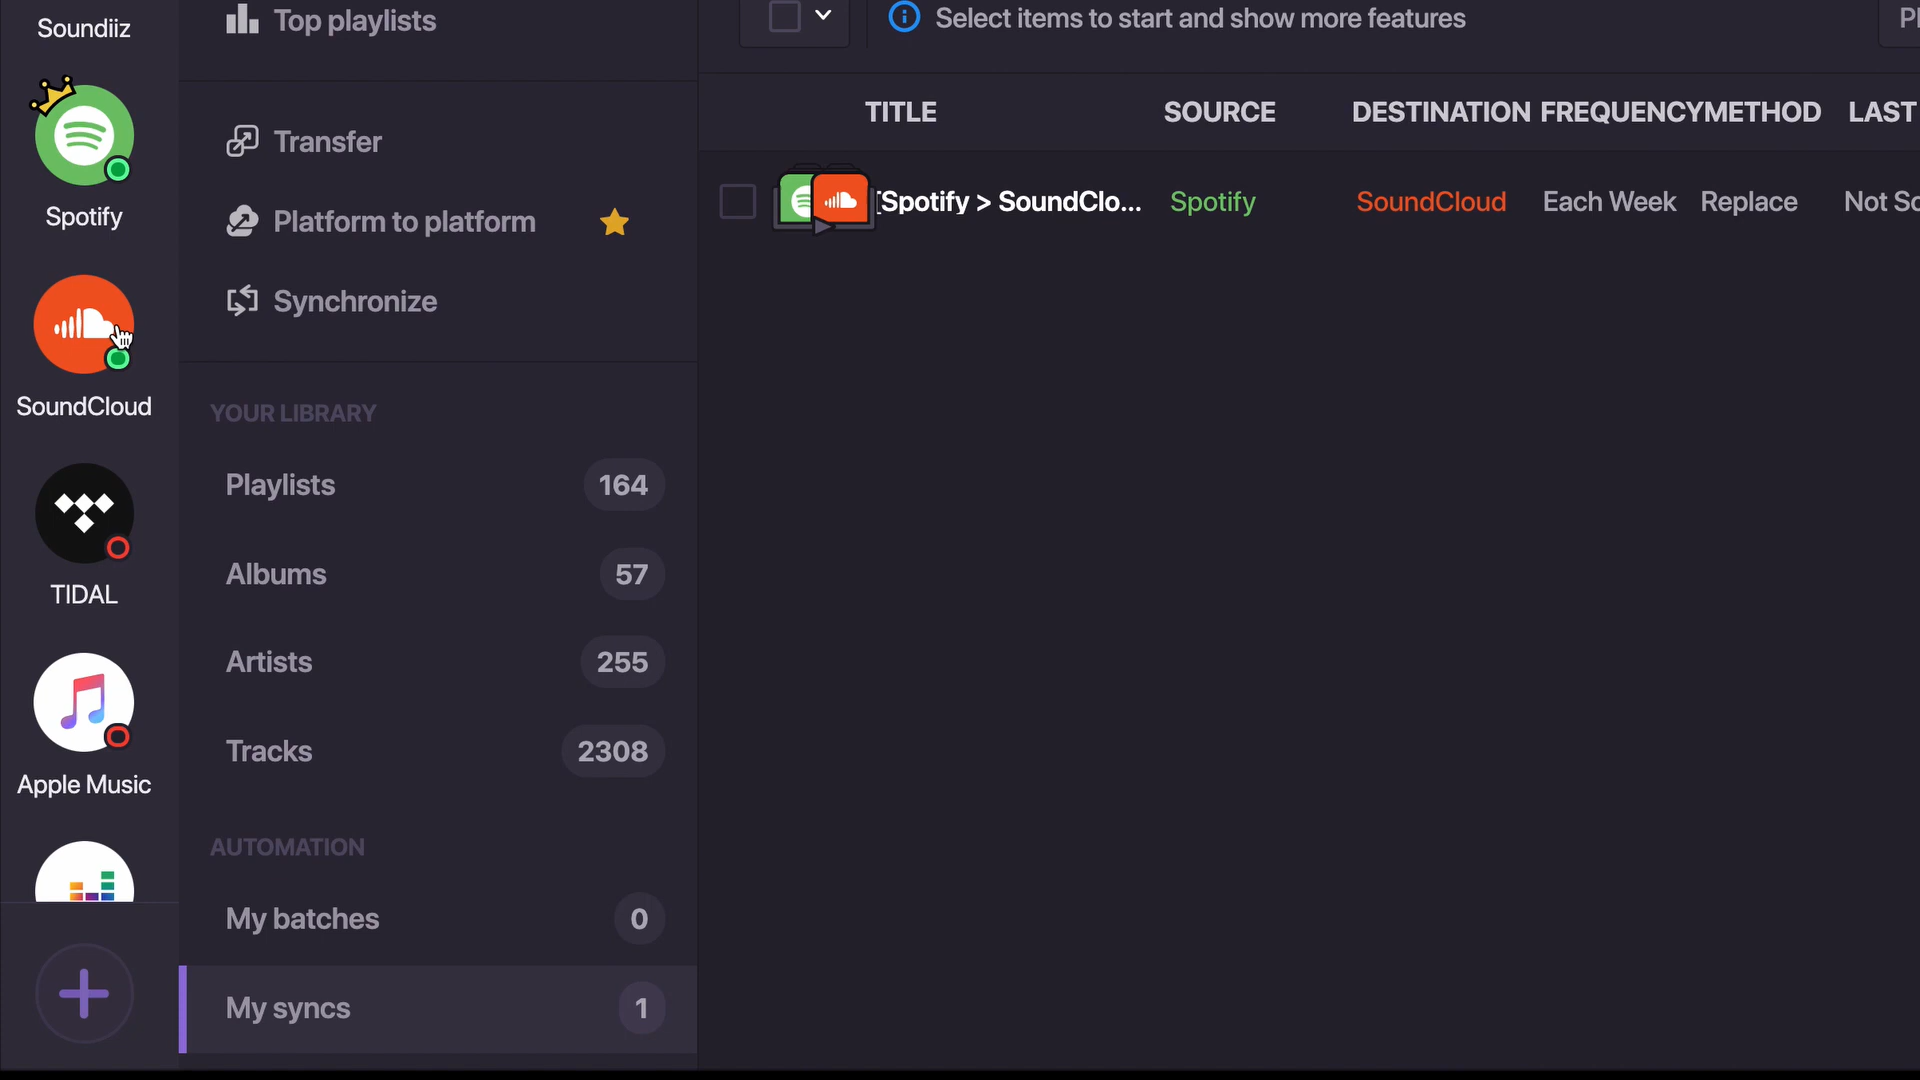 Soundiiz
Spotify
SoundCloud
TIDAL
Apple Music
Top playlists
Transfer
Platform to platform
Synchronize
YOUR LIBRARY
Playlists 164
Albums 57
Artists 255
Tracks 2308
AUTOMATION
My batches 0
My syncs 1
Select items to start and show more features
TITLE SOURCE DESTINATION FREQUENCY METHOD LAST
[Spotify > SoundClo... Spotify SoundCloud Each Week Replace Not